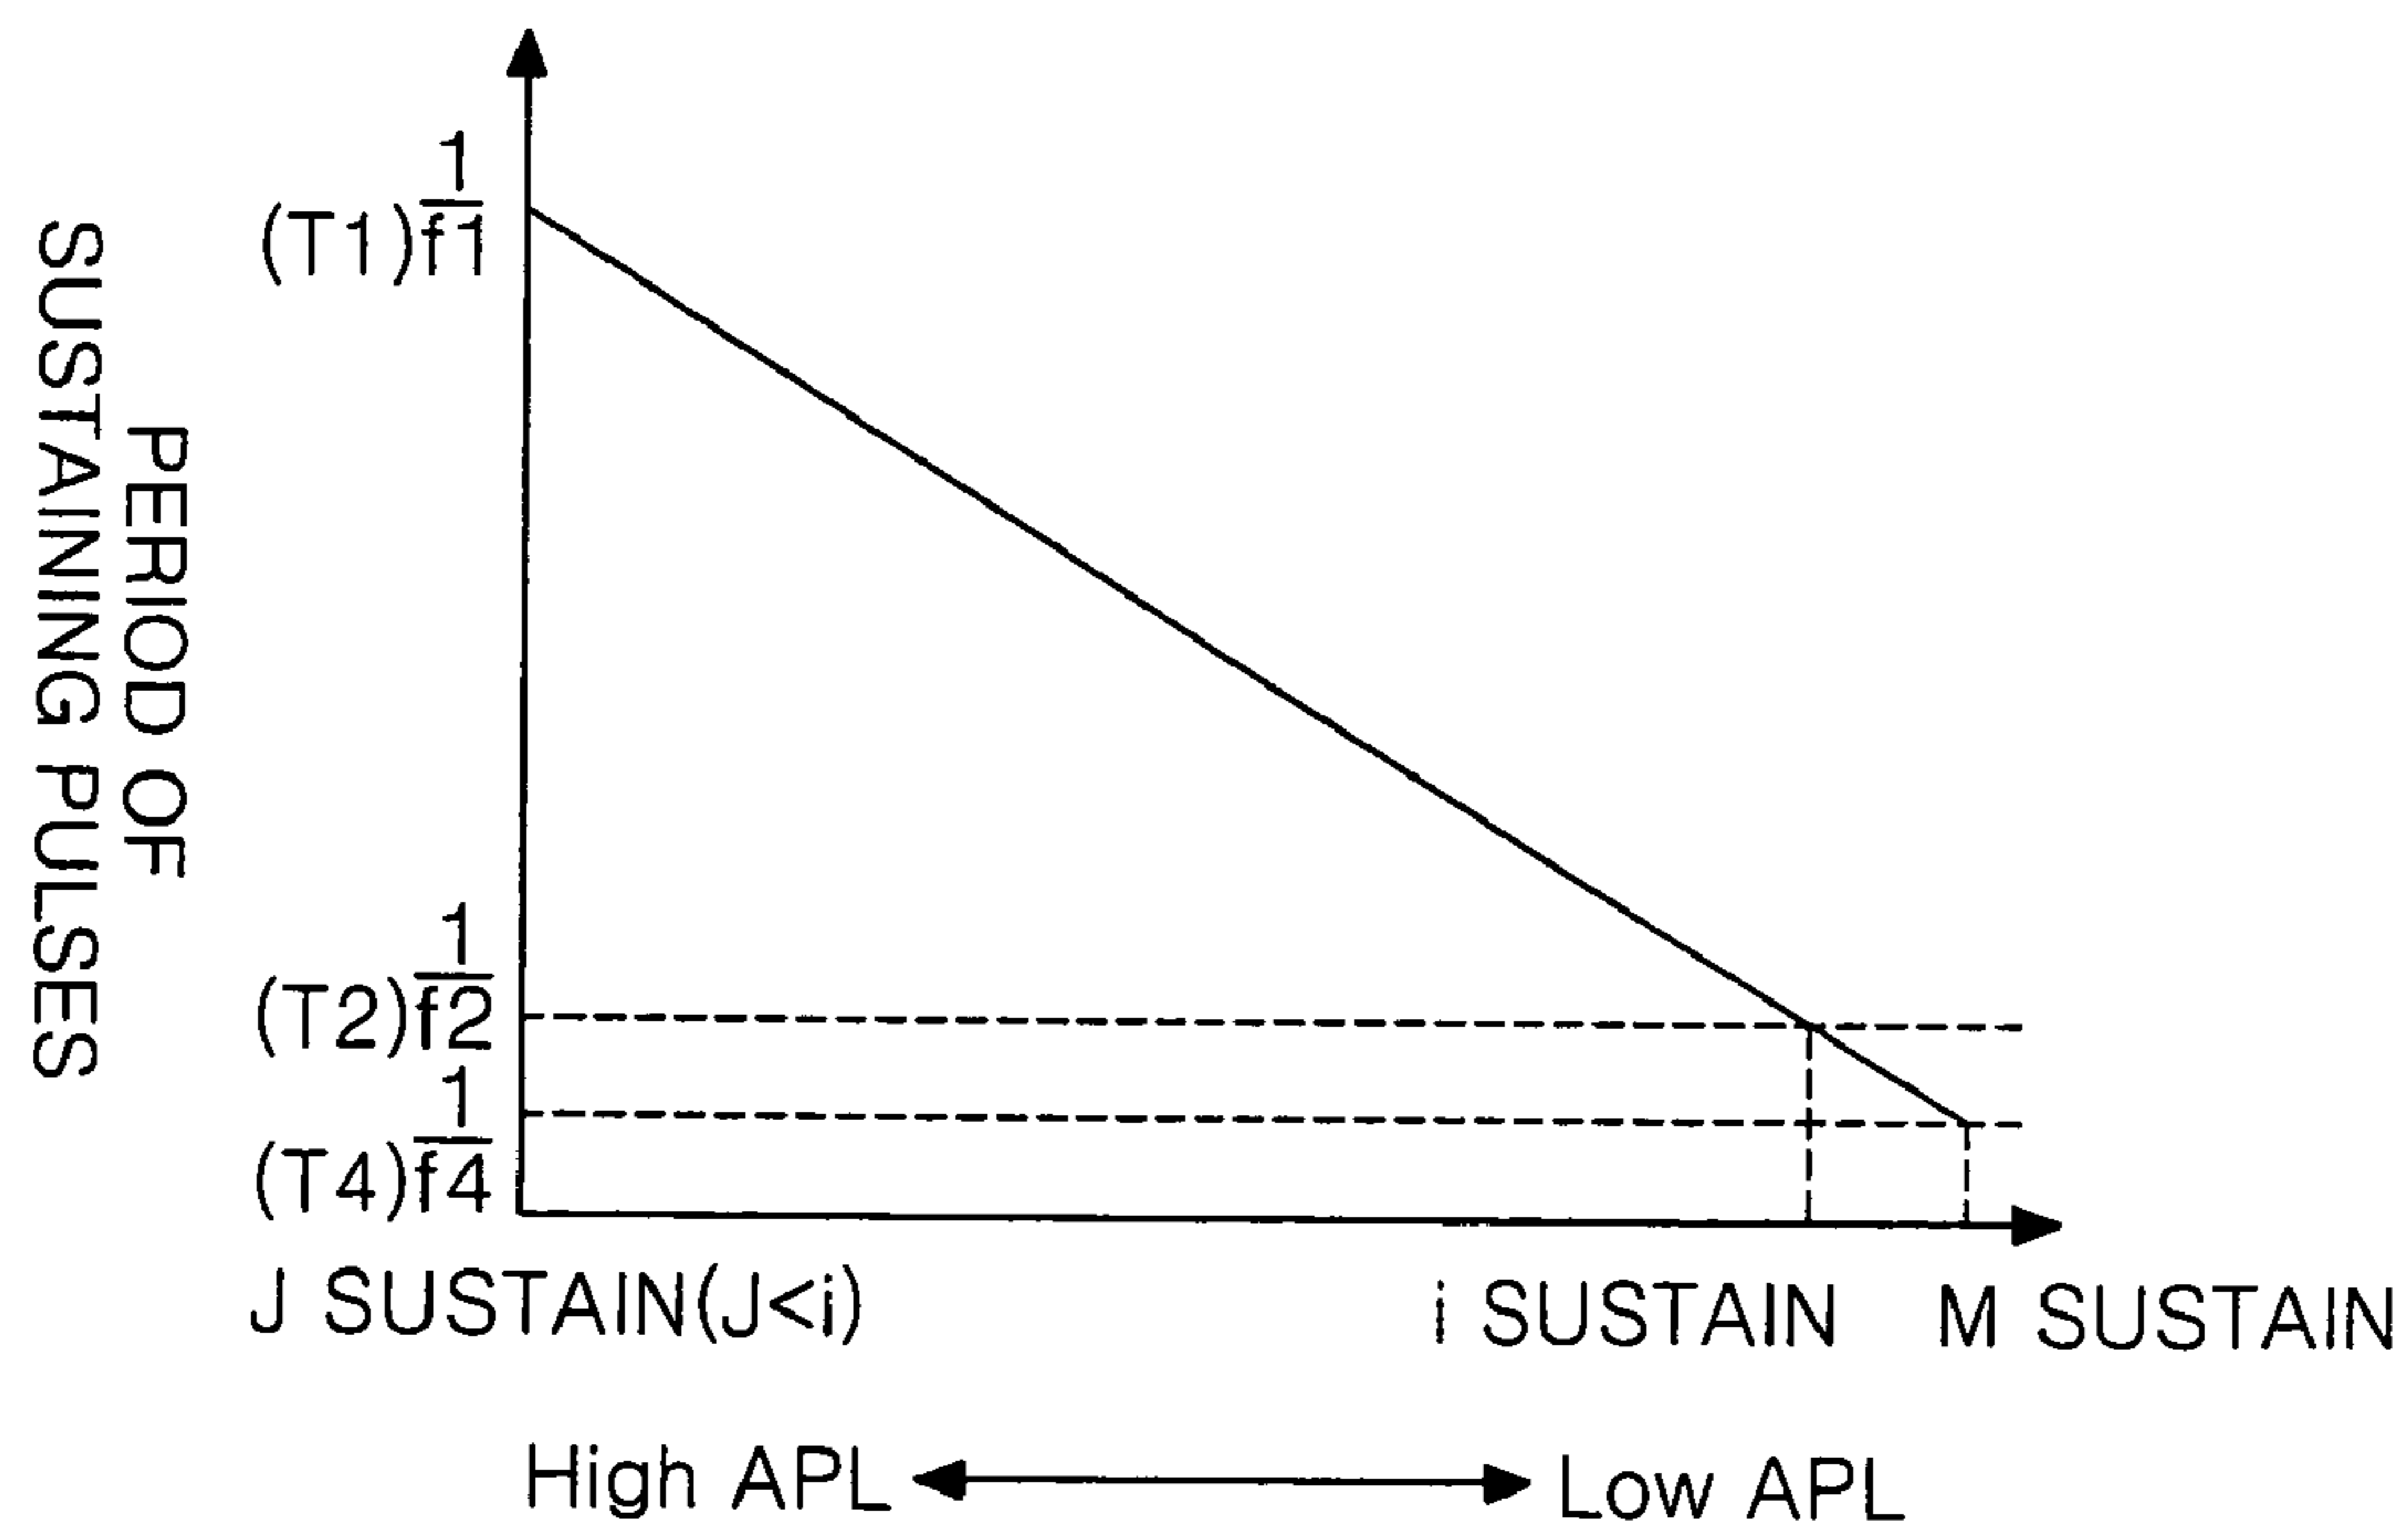 PERIOD OF
SUSTAINING PULSES
1
(T1)f1
1
(T2)f2
1
(T4)f4
J SUSTAIN(J<i)
i SUSTAIN
M SUSTAIN
High APL
Low APL